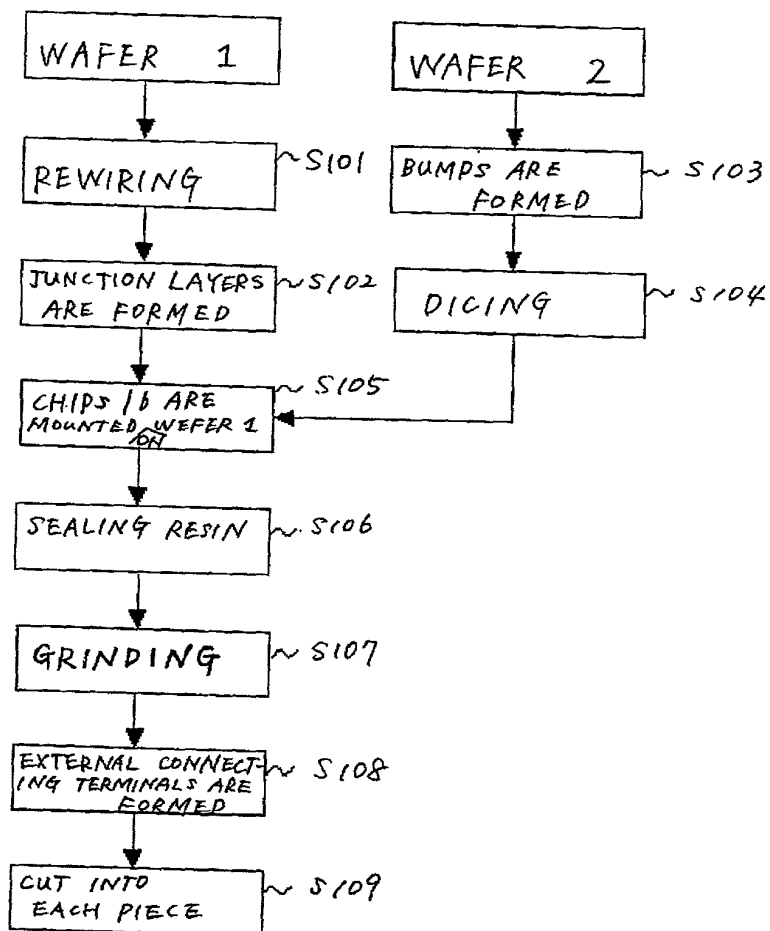 WAFER 1
WAFER 2
REWIRING
S101
BUMPS ARE
FORMED
S103
JUNCTION LAYERS
ARE FORMED
S102
DICING
S104
CHIPS 1b ARE
MOUNTED ON WEFER 1
S105
SEALING RESIN
S106
GRINDING
S107
EXTERNAL CONNECT-
ING TERMINALS ARE
FORMED
S108
CUT INTO
EACH PIECE
S109